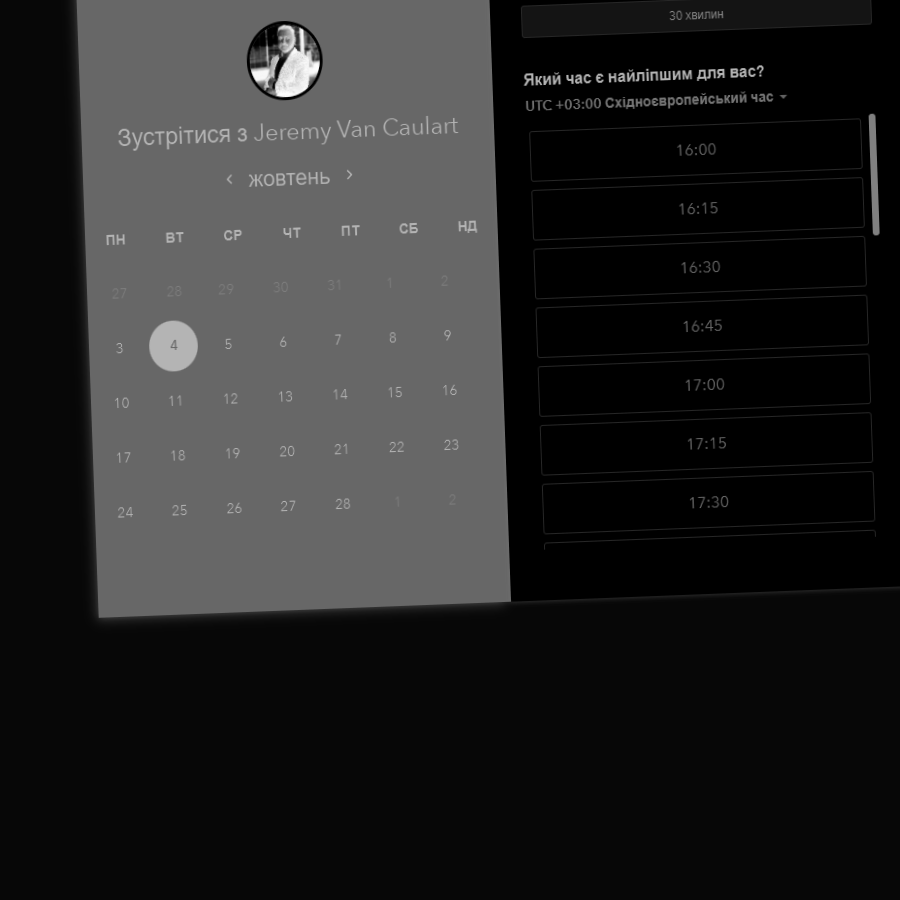 Зустрітися з Jeremy Van Caulart
жовтень
ПН ВТ СР ЧТ ПТ СБ НД
27 28 29 30 31 1 2
3 4 5 6 7 8 9
10 11 12 13 14 15 16
17 18 19 20 21 22 23
24 25 26 27 28 1 2
30 хвилин
Який час є найліпшим для вас?
UTC +03:00 Східноєвропейський час
16:00
16:15
16:30
16:45
17:00
17:15
17:30